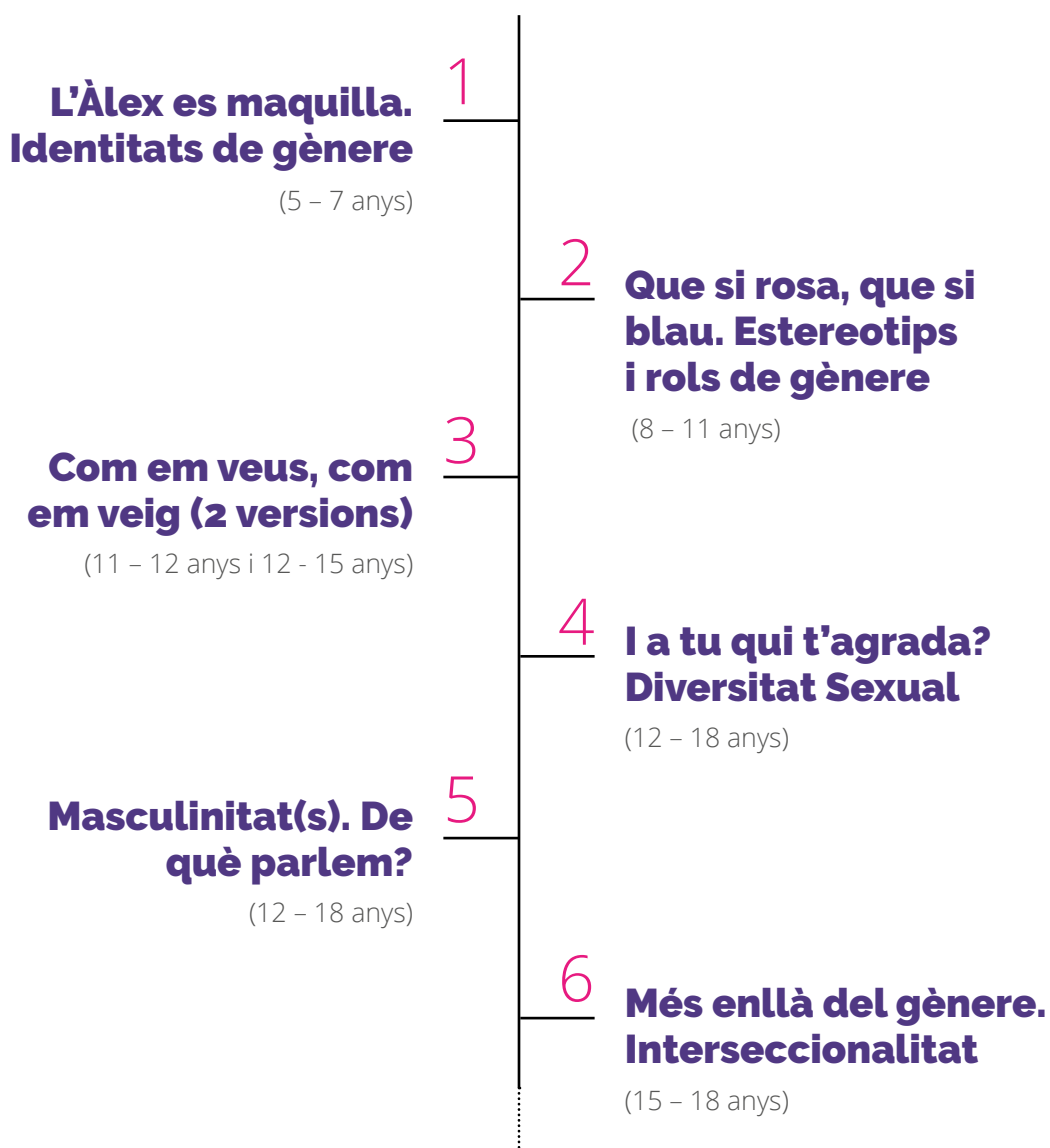 1
L’Àlex es maquilla.
Identitats de gènere
(5 – 7 anys)
2
Que si rosa, que si
blau. Estereotips
i rols de gènere
(8 – 11 anys)
3
Com em veus, com
em veig (2 versions)
(11 – 12 anys i 12 - 15 anys)
4
I a tu qui t’agrada?
Diversitat Sexual
(12 – 18 anys)
5
Masculinitat(s). De
què parlem?
(12 – 18 anys)
6
Més enllà del gènere.
Interseccionalitat
(15 – 18 anys)